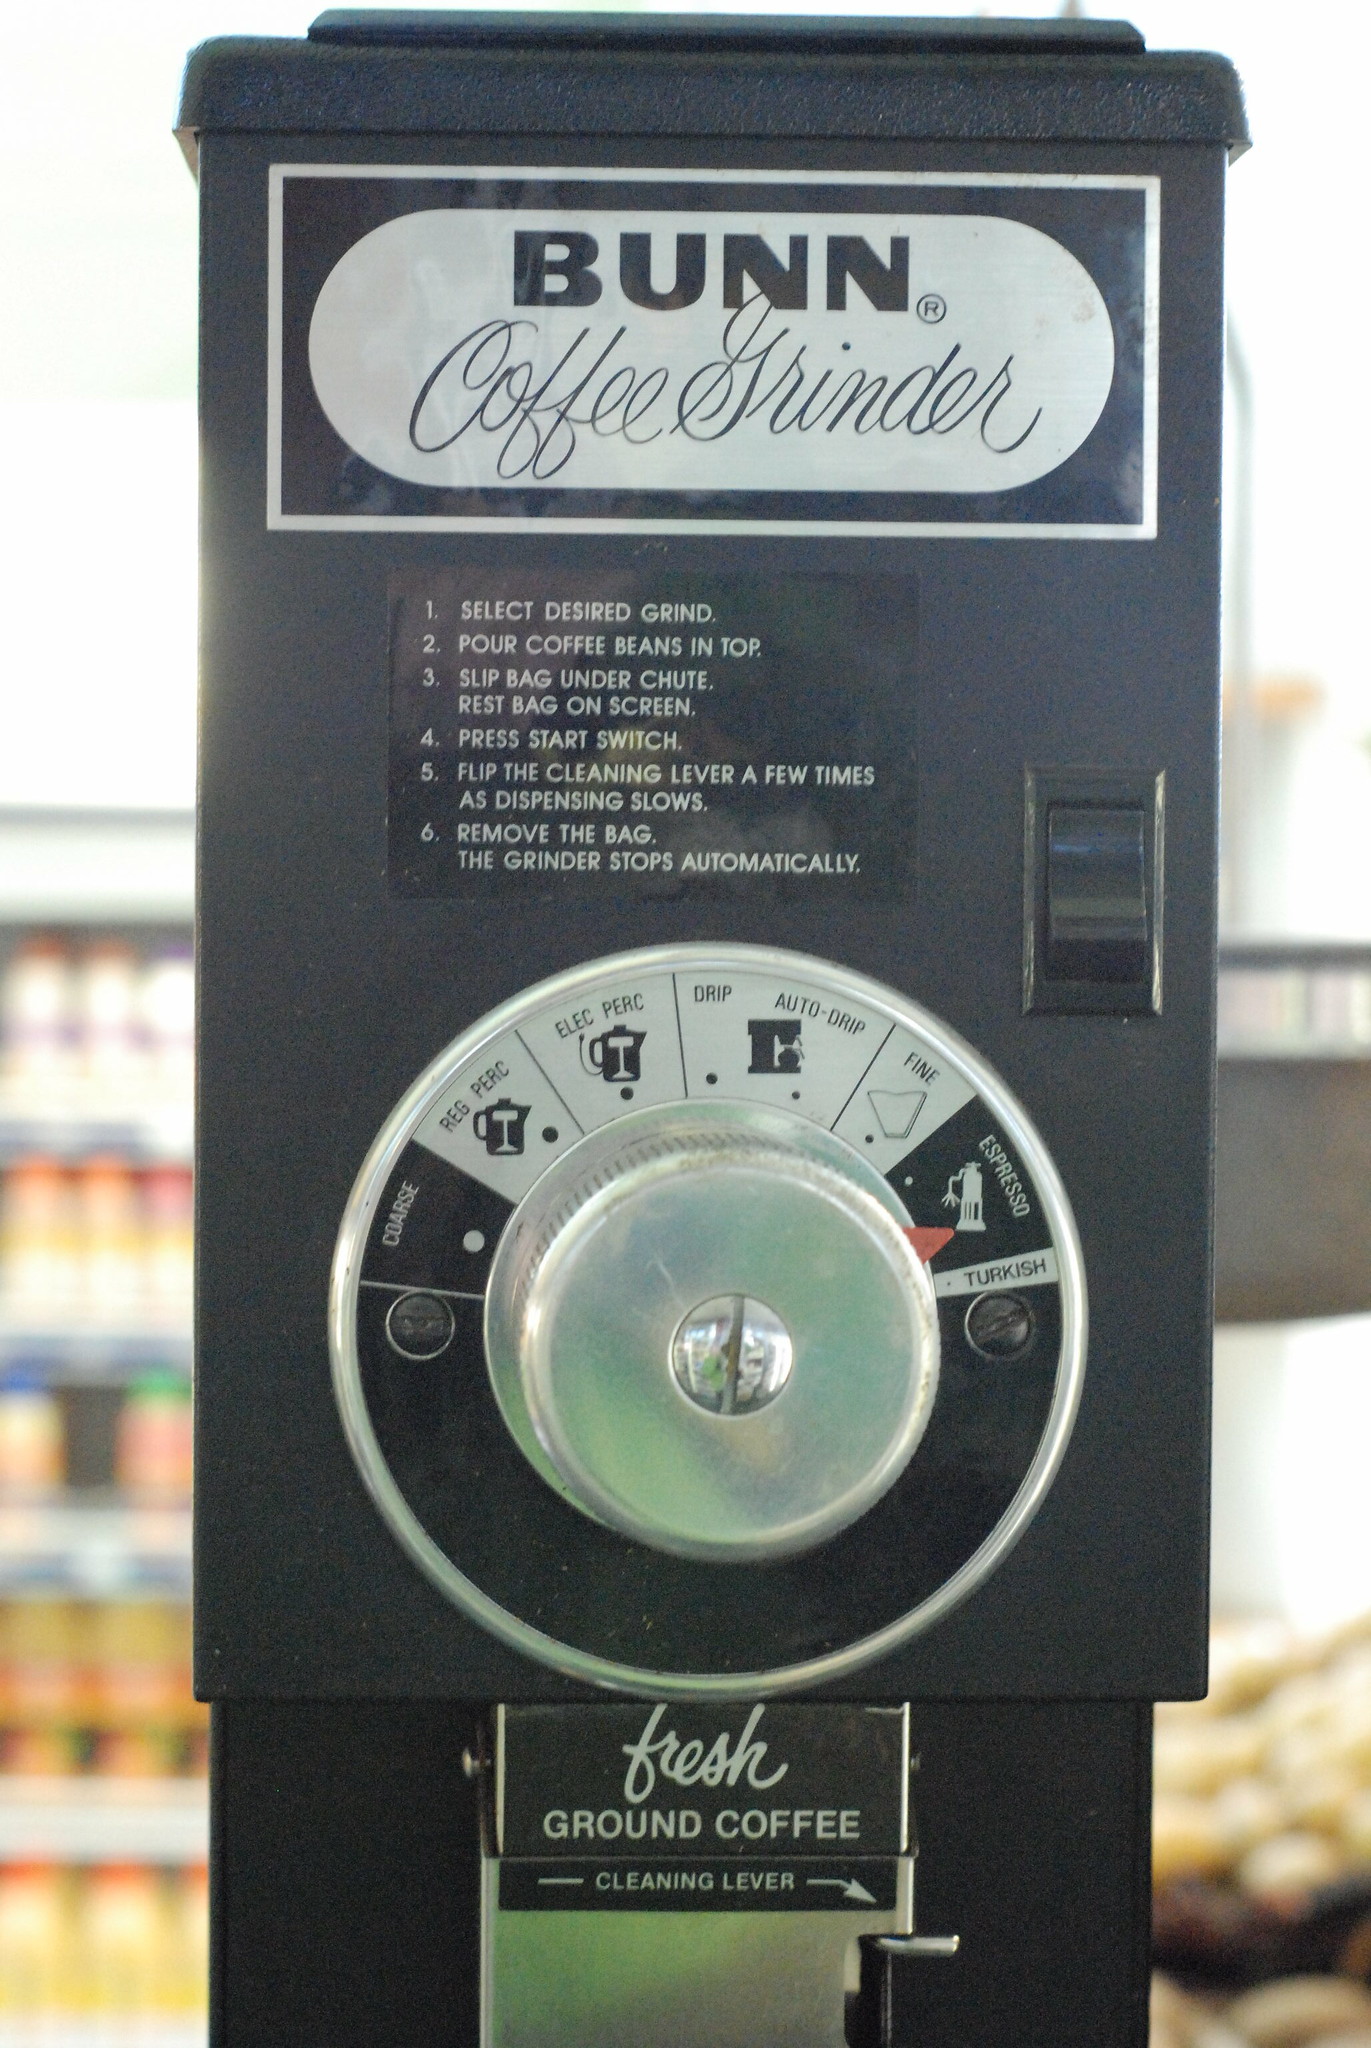 BUNN®
Coffee Grinder
1. SELECT DESIRED GRIND.
2. POUR COFFEE BEANS IN TOP.
3. SLIP BAG UNDER CHUTE.
REST BAG ON SCREEN.
4. PRESS START SWITCH.
5. FLIP THE CLEANING LEVER A FEW TIMES
AS DISPENSING SLOWS.
6. REMOVE THE BAG.
THE GRINDER STOPS AUTOMATICALLY.
COARSE
REG PERC
ELEC PERC
DRIP
AUTO-DRIP
FINE
ESPRESSO
TURKISH
fresh
GROUND COFFEE
CLEANING LEVER